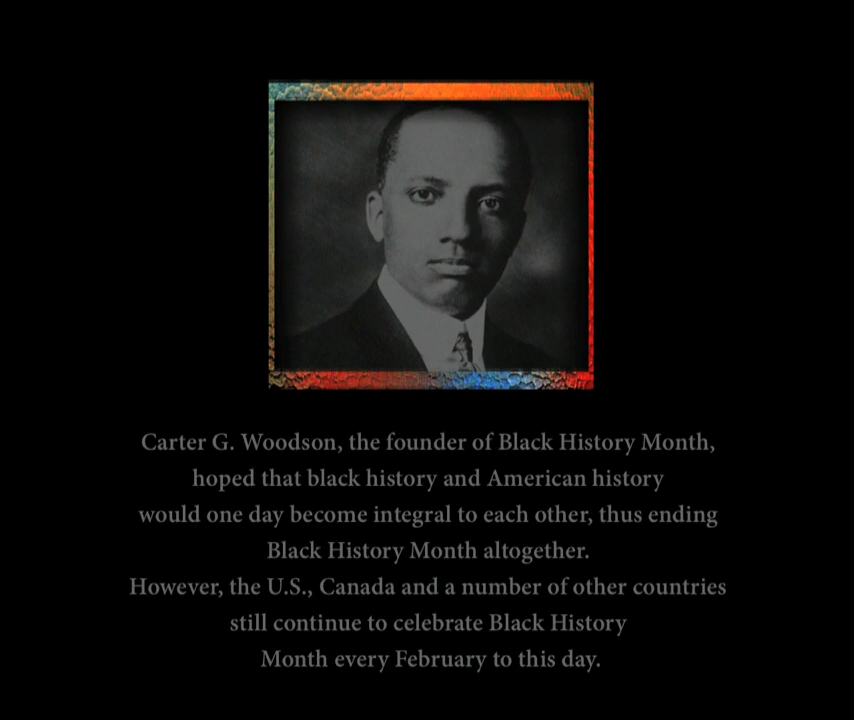 Carter G. Woodson, the founder of Black History Month,
hoped that black history and American history
would one day become integral to each other, thus ending
Black History Month altogether.
However, the U.S., Canada and a number of other countries
still continue to celebrate Black History
Month every February to this day.